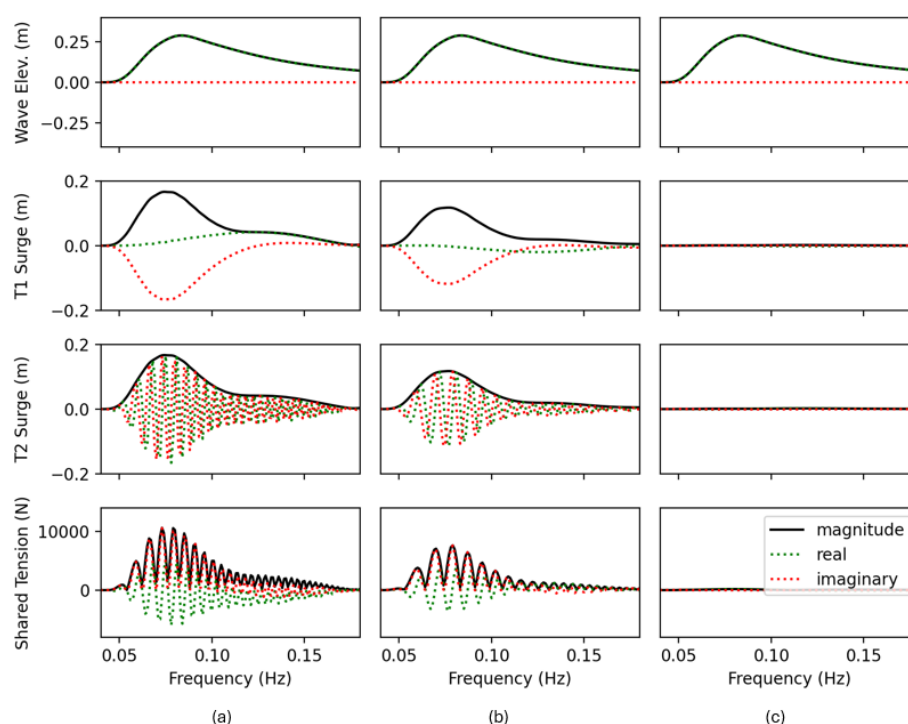 Wave Elev. (m)
0.25
0.00
−0.25
T1 Surge (m)
0.2
0.0
−0.2
T2 Surge (m)
0.2
0.0
−0.2
Shared Tension (N)
10000
0
magnitude
real
imaginary
0.05 0.10 0.15
0.05 0.10 0.15
0.05 0.10 0.15
Frequency (Hz)
Frequency (Hz)
Frequency (Hz)
(a)
(b)
(c)